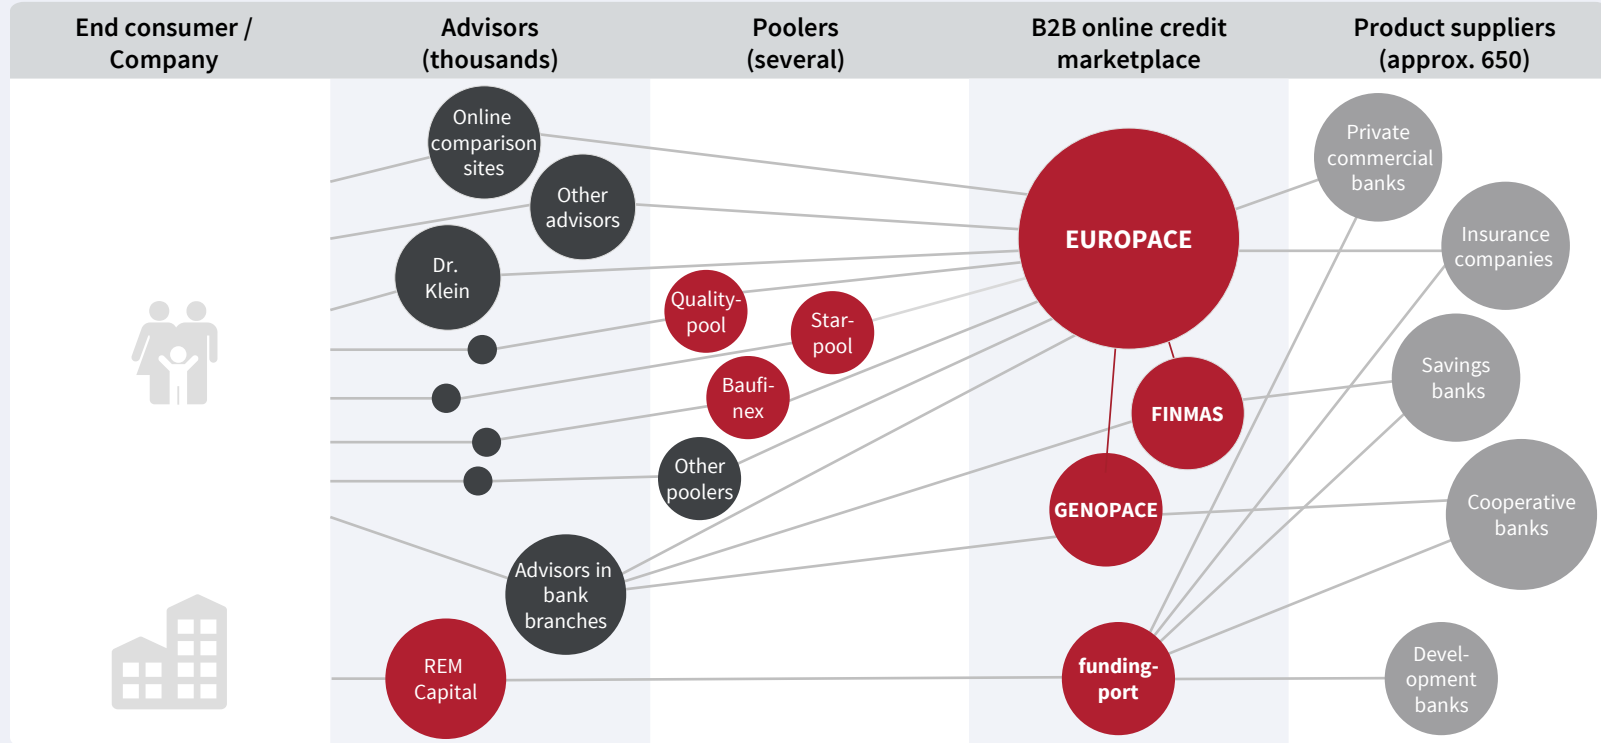 End consumer /
Company
Advisors
(thousands)
Poolers
(several)
B2B online credit
marketplace
Product suppliers
(approx. 650)
Online
comparison
sites
Other
advisors
Dr.
Klein
Advisors in
bank
branches
REM
Capital
Quality-
pool
Star-
pool
Baufi-
nex
Other
poolers
EUROPACE
FINMAS
GENOPACE
funding-
port
Private
commercial
banks
Insurance
companies
Savings
banks
Cooperative
banks
Devel-
opment
banks